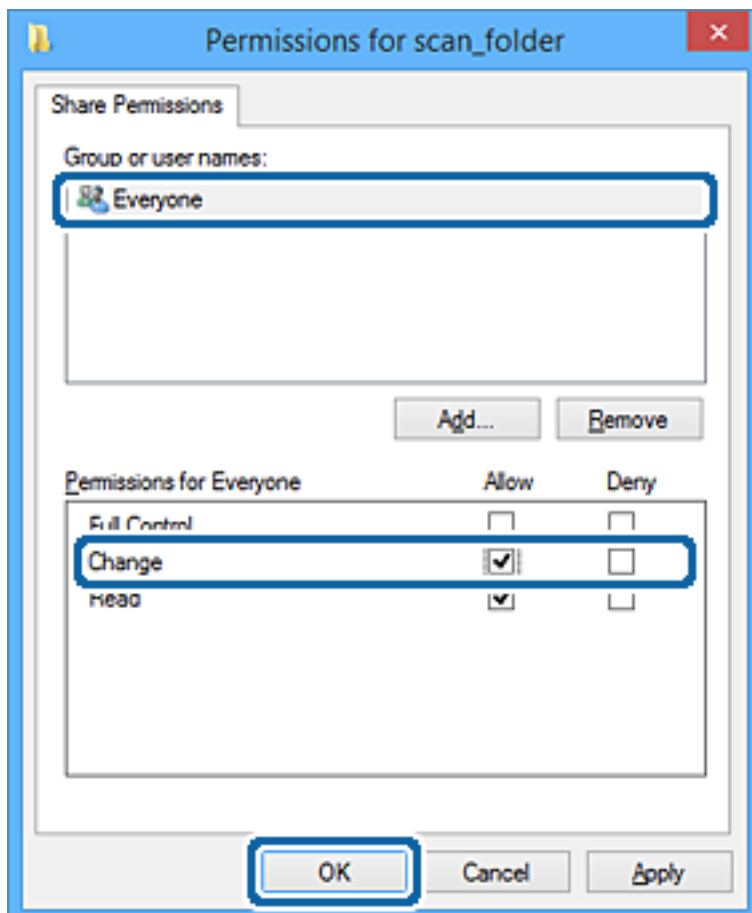 Permissions for scan_folder
Share Permissions
Group or user names:
Everyone
Add... Remove
Permissions for Everyone Allow Deny
Full Control
Change
Read
OK Cancel Apply